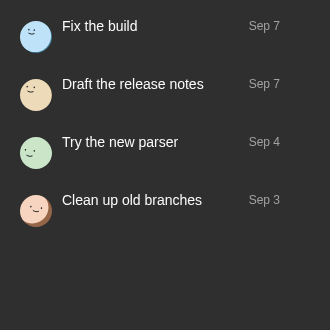 Fix the build Sep 7
Draft the release notes Sep 7
Try the new parser Sep 4
Clean up old branches Sep 3